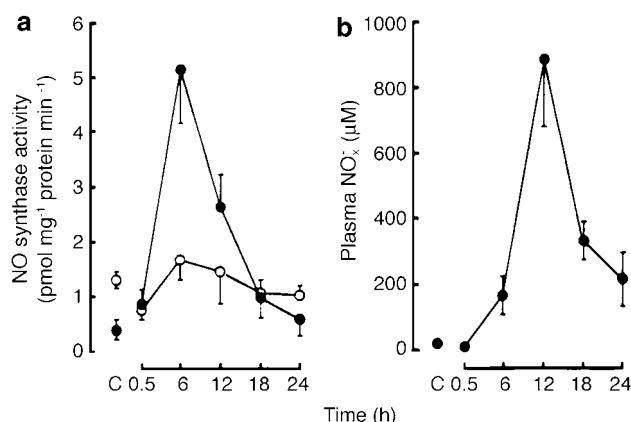 a
NO synthase activity
(pmol mg⁻¹ protein min⁻¹)
6
5
4
3
2
1
0
C 0.5 6 12 18 24
b
Plasma NOₓ⁻ (μM)
1000
800
600
400
200
0
C 0.5 6 12 18 24
Time (h)